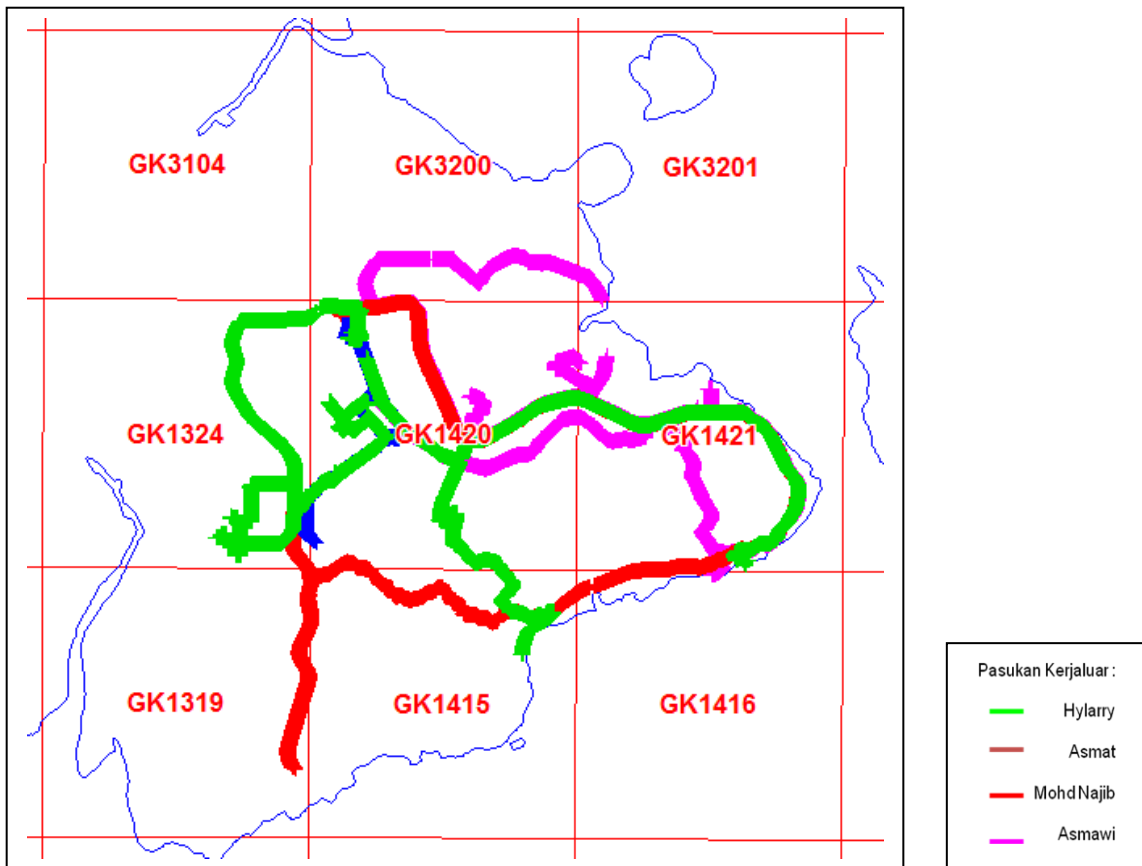 GK3104
GK3200
GK3201
GK1324
GK1420
GK1421
GK1319
GK1415
GK1416
Pasukan Kerjaluar :
Hylarry
Asmat
Mohd Najib
Asmawi